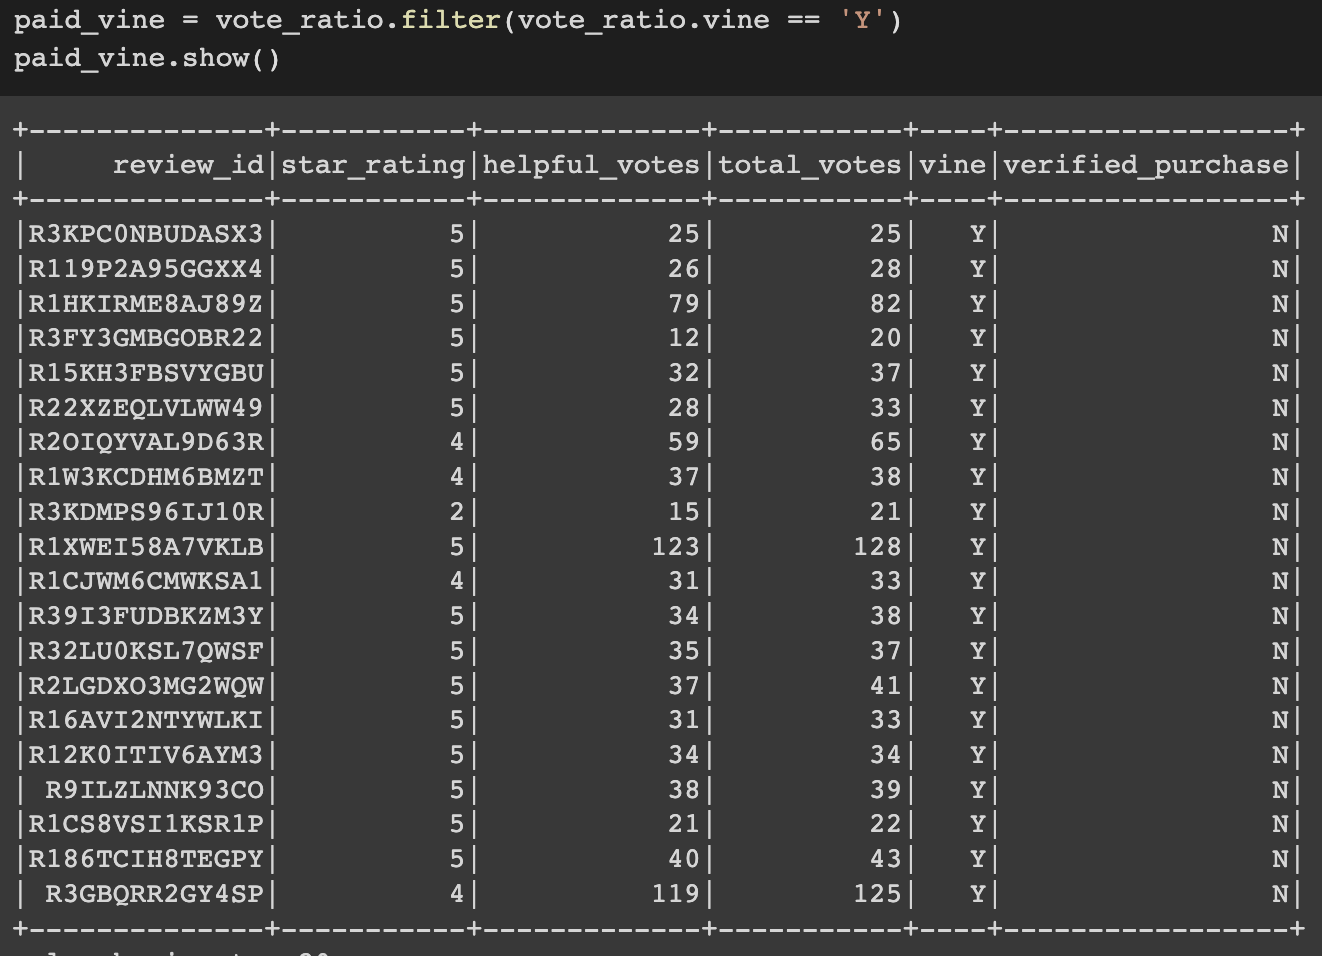 paid_vine = vote_ratio.filter(vote_ratio.vine == 'Y')
paid_vine.show()
+--------------+-----------+-------------+-----------+----+-----------------+
|     review_id|star_rating|helpful_votes|total_votes|vine|verified_purchase|
+--------------+-----------+-------------+-----------+----+-----------------+
|R3KPC0NBUDASX3|          5|           25|         25|   Y|                N|
|R119P2A95GGXX4|          5|           26|         28|   Y|                N|
|R1HKIRME8AJ89Z|          5|           79|         82|   Y|                N|
|R3FY3GMBGOBR22|          5|           12|         20|   Y|                N|
|R15KH3FBSVYGBU|          5|           32|         37|   Y|                N|
|R22XZEQLVLWW49|          5|           28|         33|   Y|                N|
|R2OIQYVAL9D63R|          4|           59|         65|   Y|                N|
|R1W3KCDHM6BMZT|          4|           37|         38|   Y|                N|
|R3KDMPS96IJ10R|          2|           15|         21|   Y|                N|
|R1XWEI58A7VKLB|          5|          123|        128|   Y|                N|
|R1CJWM6CMWKSA1|          4|           31|         33|   Y|                N|
|R39I3FUDBKZM3Y|          5|           34|         38|   Y|                N|
|R32LU0KSL7QWSF|          5|           35|         37|   Y|                N|
|R2LGDXO3MG2WQW|          5|           37|         41|   Y|                N|
|R16AVI2NTYWLKI|          5|           31|         33|   Y|                N|
|R12K0ITIV6AYM3|          5|           34|         34|   Y|                N|
| R9ILZLNNK93CO|          5|           38|         39|   Y|                N|
|R1CS8VSI1KSR1P|          5|           21|         22|   Y|                N|
|R186TCIH8TEGPY|          5|           40|         43|   Y|                N|
| R3GBQRR2GY4SP|          4|          119|        125|   Y|                N|
+--------------+-----------+-------------+-----------+----+-----------------+